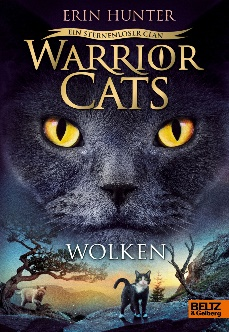 ERIN HUNTER
EIN STERNENLOSER CLAN
WARRIOR
CATS
WOLKEN
BELTZ
& Gelberg